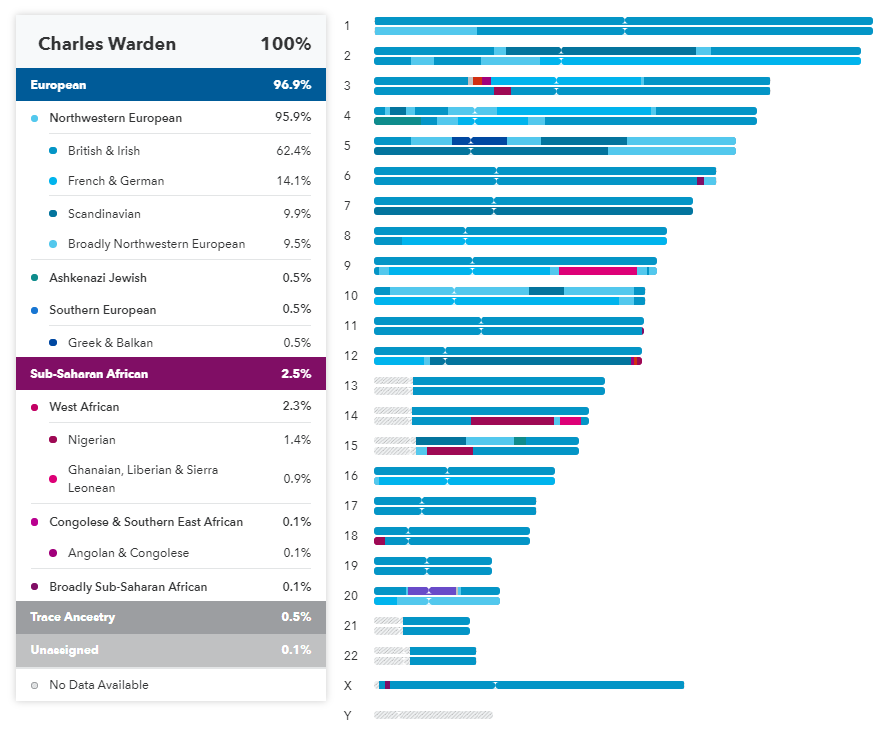 Charles Warden 100%
European 96.9%
Northwestern European 95.9%
British & Irish 62.4%
French & German 14.1%
Scandinavian 9.9%
Broadly Northwestern European 9.5%
Ashkenazi Jewish 0.5%
Southern European 0.5%
Greek & Balkan 0.5%
Sub-Saharan African 2.5%
West African 2.3%
Nigerian 1.4%
Ghanaian, Liberian & Sierra
Leonean 0.9%
Congolese & Southern East African 0.1%
Angolan & Congolese 0.1%
Broadly Sub-Saharan African 0.1%
Trace Ancestry 0.5%
Unassigned 0.1%
No Data Available
1
2
3
4
5
6
7
8
9
10
11
12
13
14
15
16
17
18
19
20
21
22
X
Y